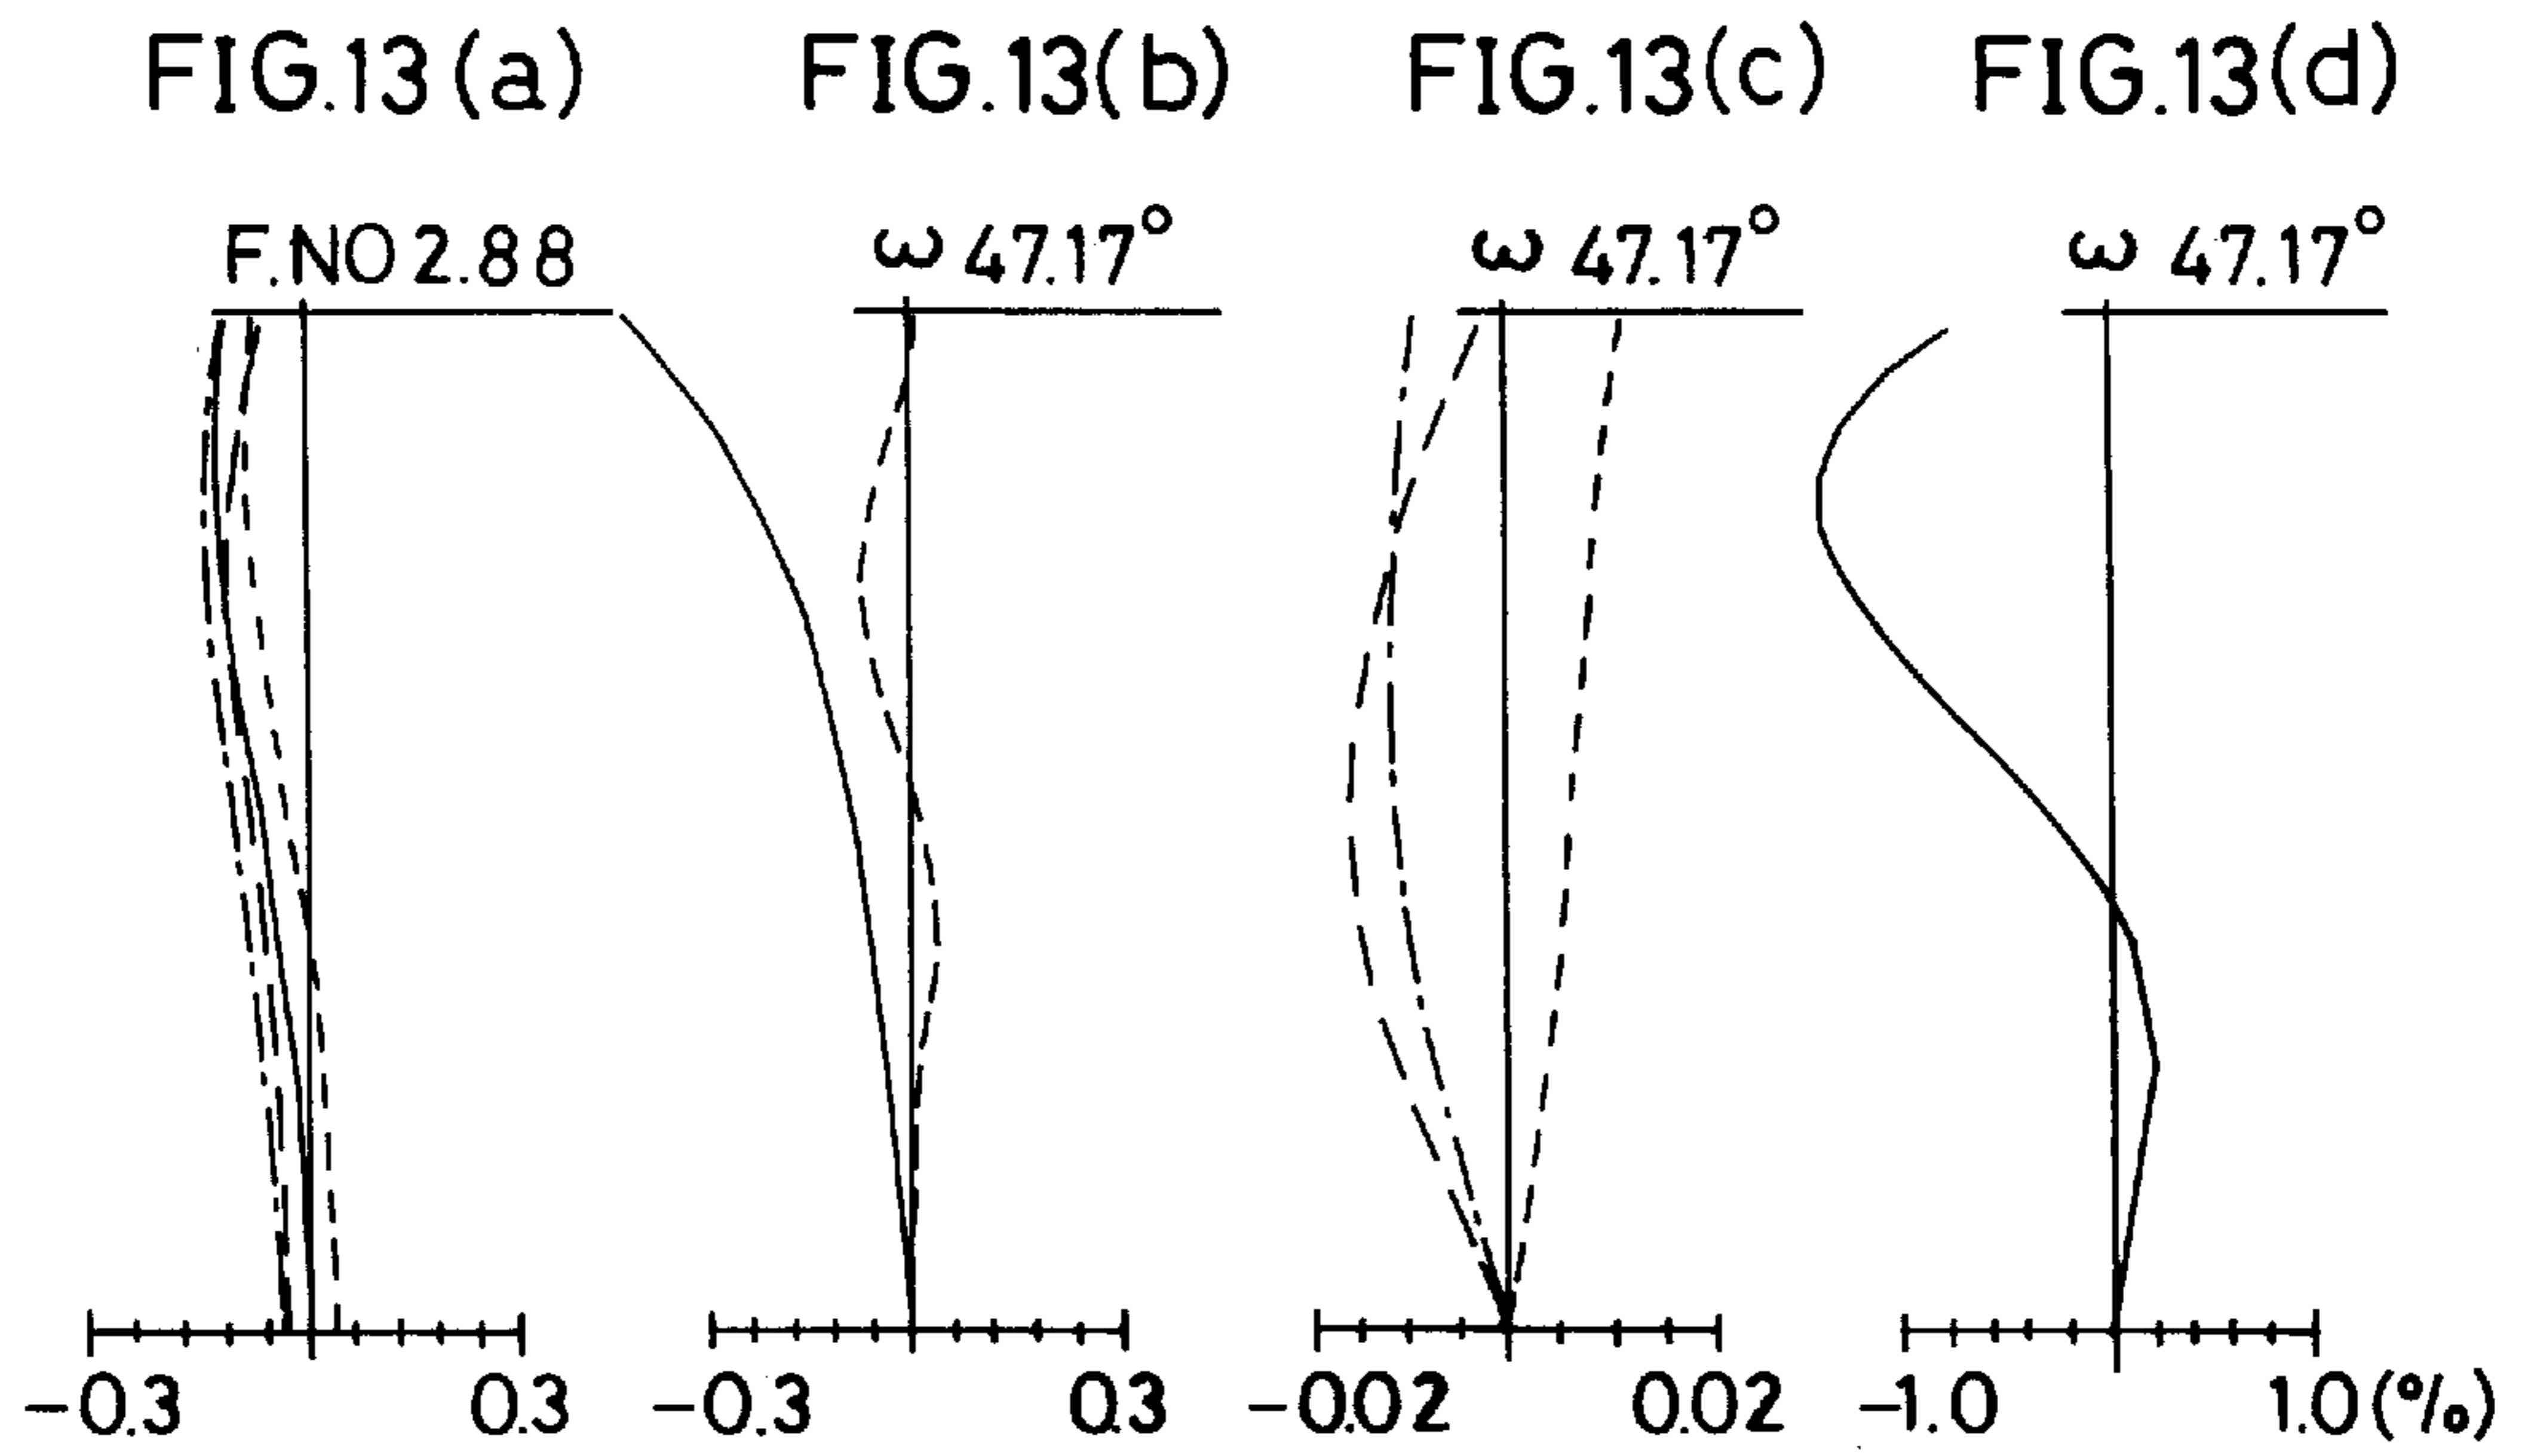 FIG.13(a) FIG.13(b) FIG.13(c) FIG.13(d)
F.NO 2.88 ω 47.17° ω 47.17° ω 47.17°
-0.3 0.3 -0.3 0.3 -0.02 0.02 -1.0 1.0(%)